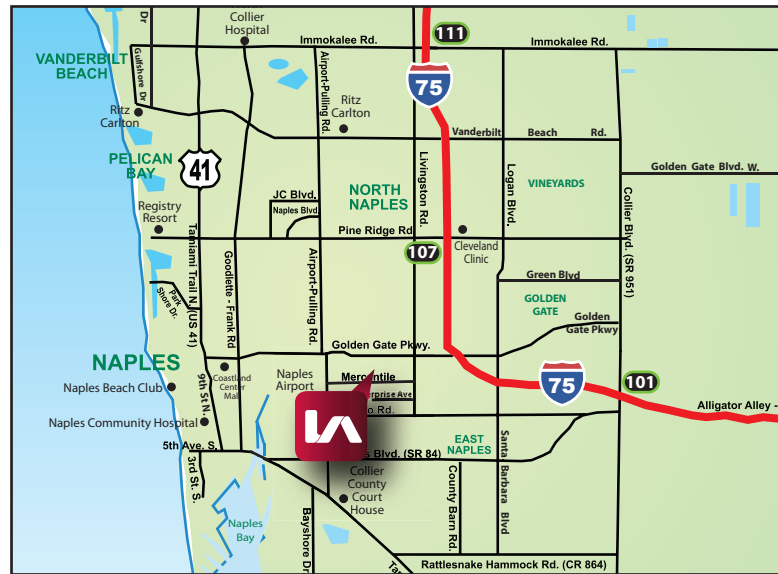 Dr
Collier
Hospital
111
Immokalee Rd.
Immokalee Rd.
VANDERBILT
BEACH
Gulfshore Dr
Airport-Pulling Rd.
75
Ritz
Carlton
Ritz
Carlton
Vanderbilt Beach Rd.
PELICAN
BAY
41
Livingston Rd.
Logan Blvd.
Golden Gate Blvd. W.
NORTH
NAPLES
VINEYARDS
JC Blvd.
Naples Blvd.
Collier Blvd. (SR 951)
Registry
Resort
Pine Ridge Rd.
Cleveland
Clinic
107
Tamiami Trail N. (US 41)
Goodlette - Frank Rd
Airport-Pulling Rd.
Green Blvd
Park
Shore Dr.
GOLDEN
GATE
Golden
Gate Pkwy
Golden Gate Pkwy.
NAPLES
Coastland
Center
Mall
Naples
Airport
Mercantile
75
101
Naples Beach Club
9th St N.
Enterprise Ave
Alligator Alley -
LA
Rd.
Naples Community Hospital
5th Ave. S.
EAST
NAPLES
Blvd. (SR 84)
3rd St. S.
Collier
County
Court
House
County Barn Rd.
Santa Barbara Blvd
Naples
Bay
Bayshore Dr
Rattlesnake Hammock Rd. (CR 864)